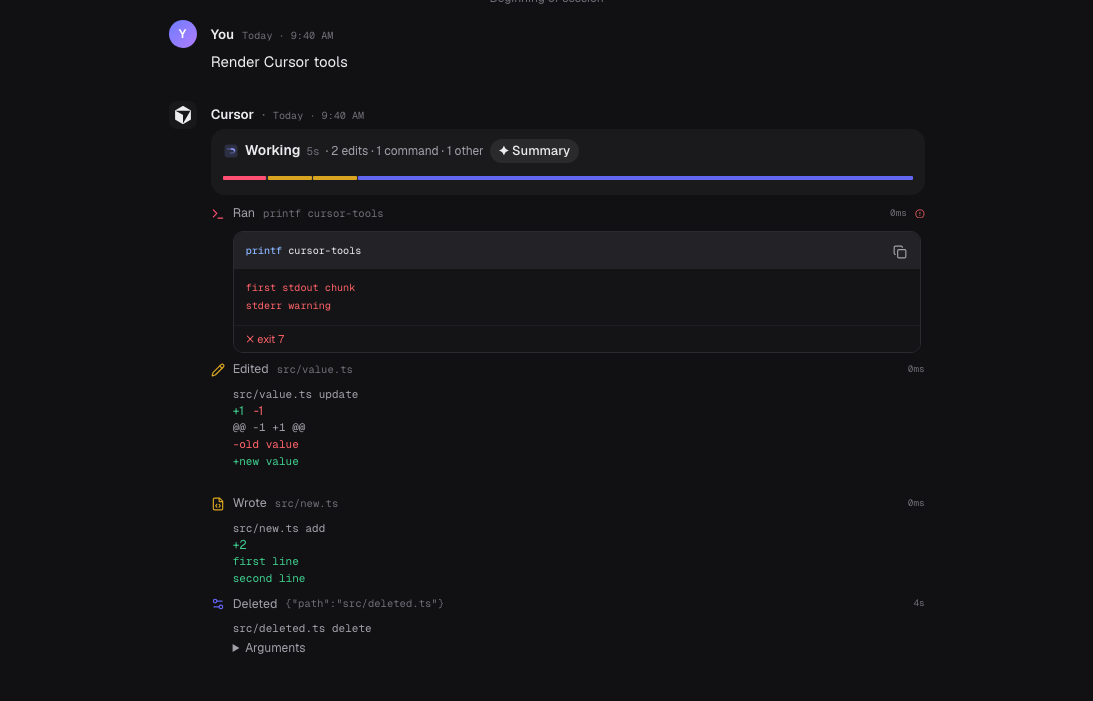 Beginning of session
Y
You Today · 9:40 AM
Render Cursor tools
Cursor · Today · 9:40 AM
Working 5s · 2 edits · 1 command · 1 other Summary
Ran printf cursor-tools 0ms
printf cursor-tools
first stdout chunk
stderr warning
× exit 7
Edited src/value.ts 0ms
src/value.ts update
+1 -1
@@ -1 +1 @@
-old value
+new value
Wrote src/new.ts 0ms
src/new.ts add
+2
first line
second line
Deleted {"path":"src/deleted.ts"} 4s
src/deleted.ts delete
Arguments